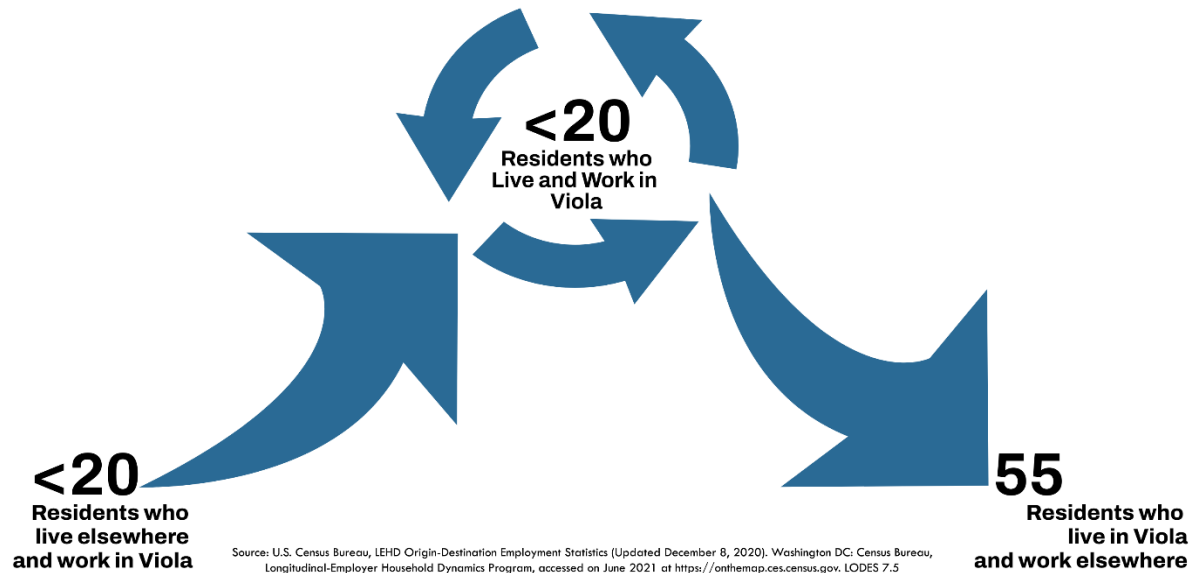 <20
Residents who
Live and Work in
Viola
<20
Residents who
live elsewhere
and work in Viola
55
Residents who
live in Viola
and work elsewhere
Source: U.S. Census Bureau, LEHD Origin-Destination Employment Statistics (Updated December 8, 2020). Washington DC: Census Bureau,
Longitudinal-Employer Household Dynamics Program, accessed on June 2021 at https://onthemap.ces.census.gov. LODES 7.5